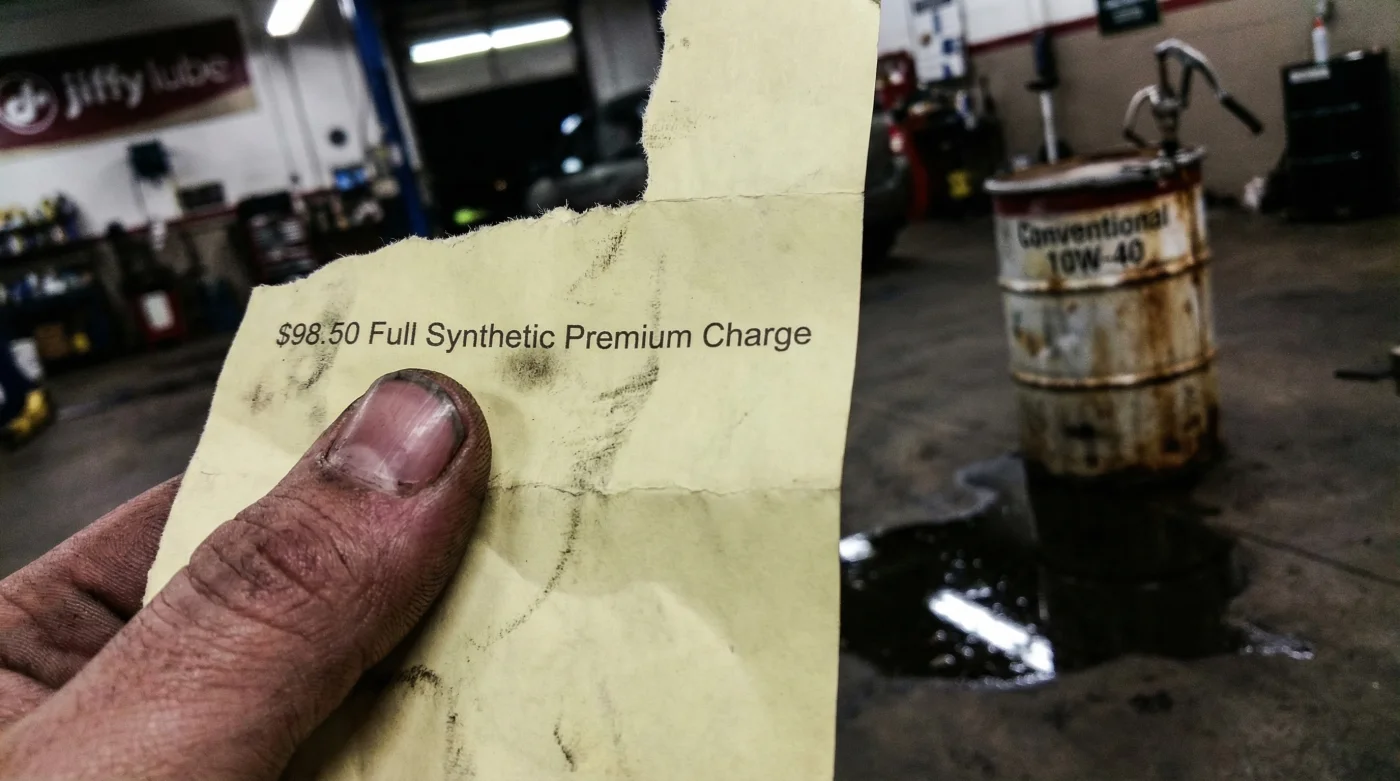 jiffy lube
$98.50 Full Synthetic Premium Charge
Conventional
10W-40